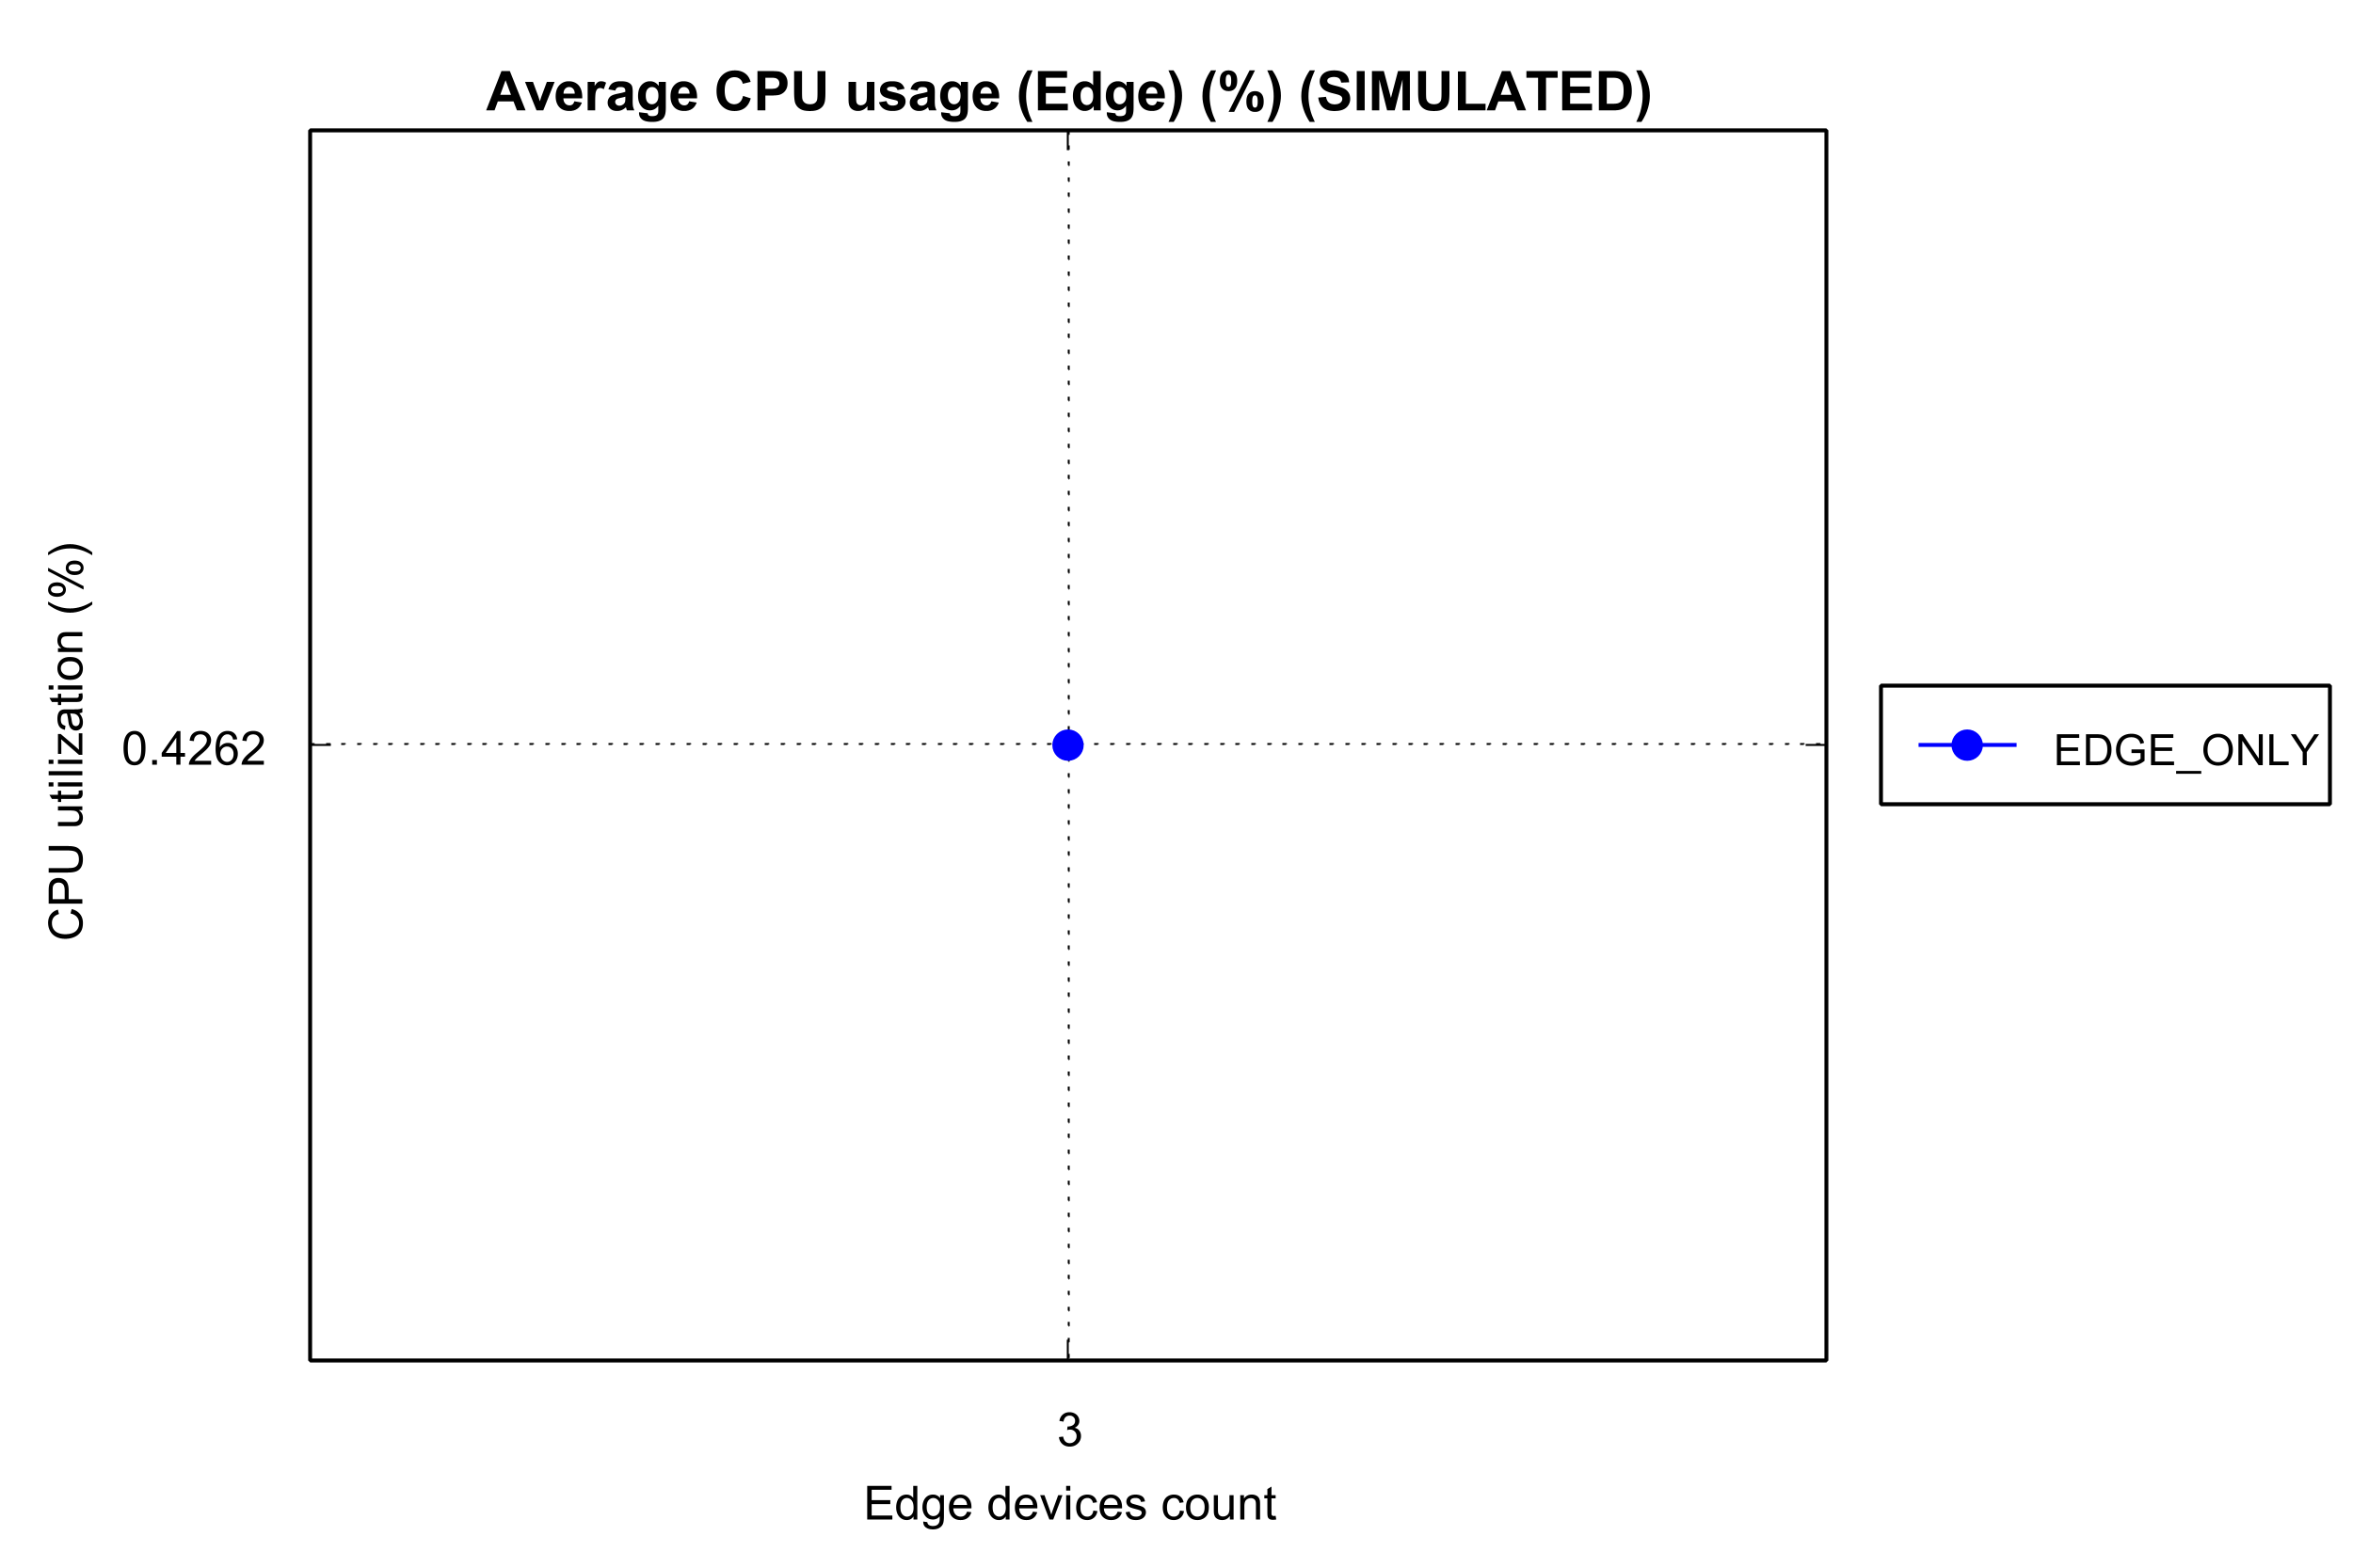 Average CPU usage (Edge) (%) (SIMULATED)
CPU utilization (%)
0.4262
EDGE_ONLY
3
Edge devices count